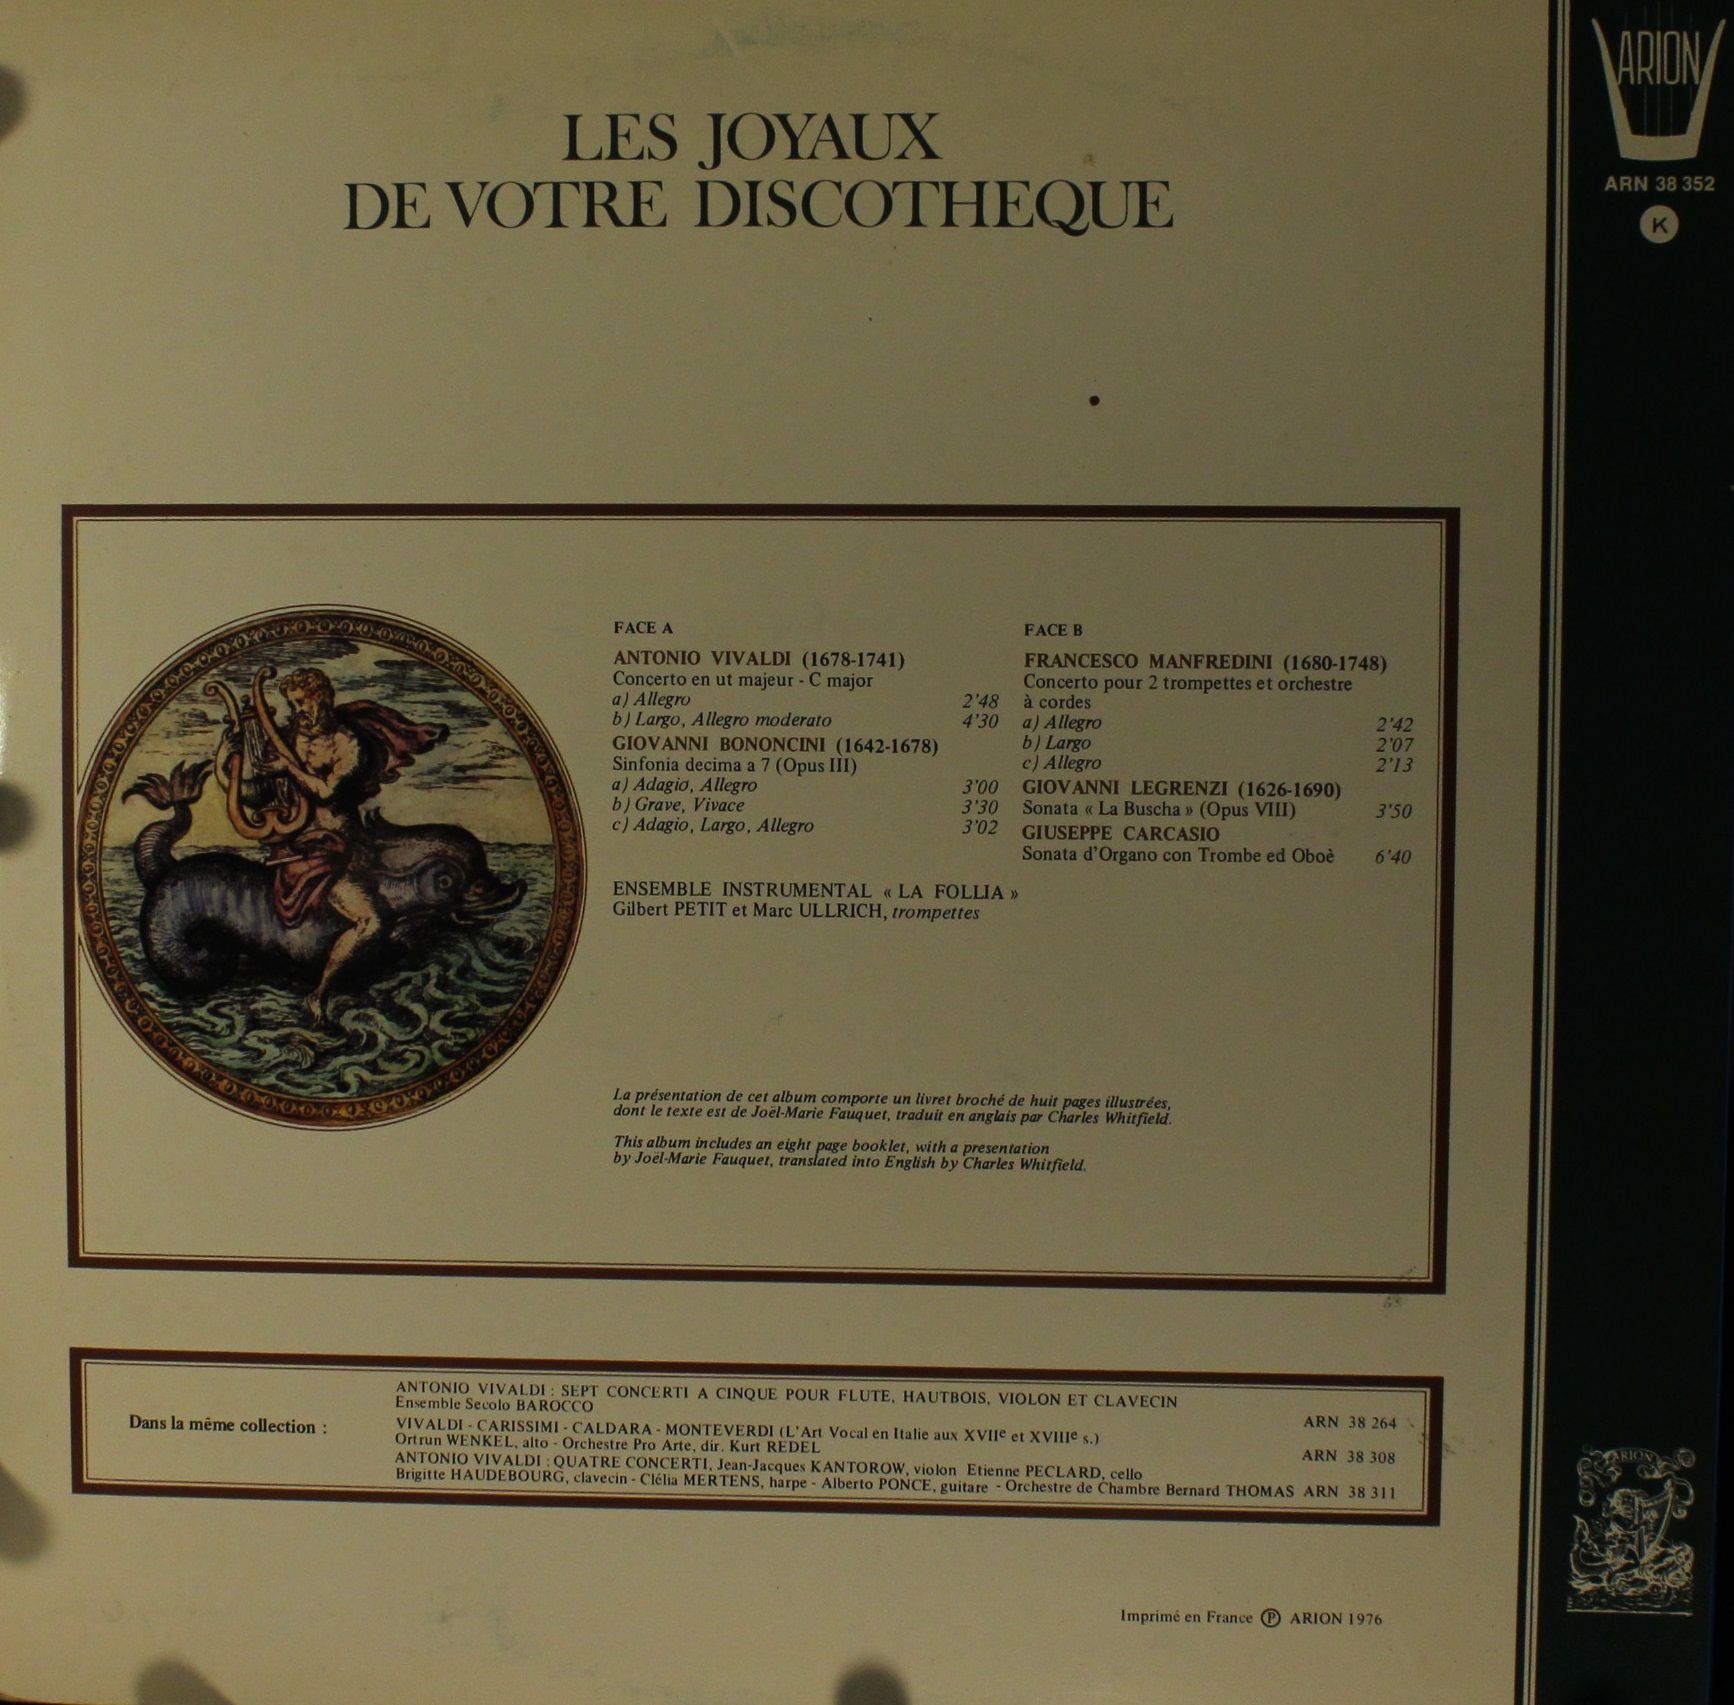 ARION
ARN 38 352
K
LES JOYAUX
DE VOTRE DISCOTHEQUE
FACE A
ANTONIO VIVALDI (1678-1741)
Concerto en ut majeur - C major
a) Allegro 2'48
b) Largo, Allegro moderato 4'30
GIOVANNI BONONCINI (1642-1678)
Sinfonia decima a 7 (Opus III)
a) Adagio, Allegro 3'00
b) Grave, Vivace 3'30
c) Adagio, Largo, Allegro 3'02
FACE B
FRANCESCO MANFREDINI (1680-1748)
Concerto pour 2 trompettes et orchestre
à cordes
a) Allegro 2'42
b) Largo 2'07
c) Allegro 2'13
GIOVANNI LEGRENZI (1626-1690)
Sonata « La Buscha » (Opus VIII) 3'50
GIUSEPPE CARCASIO
Sonata d'Organo con Trombe ed Oboè 6'40
ENSEMBLE INSTRUMENTAL « LA FOLLIA »
Gilbert PETIT et Marc ULLRICH, trompettes
La présentation de cet album comporte un livret broché de huit pages illustrées,
dont le texte est de Joël-Marie Fauquet, traduit en anglais par Charles Whitfield.
This album includes an eight page booklet, with a presentation
by Joël-Marie Fauquet, translated into English by Charles Whitfield.
Dans la même collection :
ANTONIO VIVALDI : SEPT CONCERTI A CINQUE POUR FLUTE, HAUTBOIS, VIOLON ET CLAVECIN
Ensemble Secolo BAROCCO ARN 38 264
VIVALDI - CARISSIMI - CALDARA - MONTEVERDI (L'Art Vocal en Italie aux XVIIe et XVIIIe s.)
Ortrun WENKEL, alto - Orchestre Pro Arte, dir. Kurt REDEL ARN 38 308
ANTONIO VIVALDI : QUATRE CONCERTI, Jean-Jacques KANTOROW, violon Etienne PECLARD, cello
Brigitte HAUDEBOURG, clavecin - Clélia MERTENS, harpe - Alberto PONCE, guitare - Orchestre de Chambre Bernard THOMAS ARN 38 311
ARION
Imprimé en France Ⓟ ARION 1976